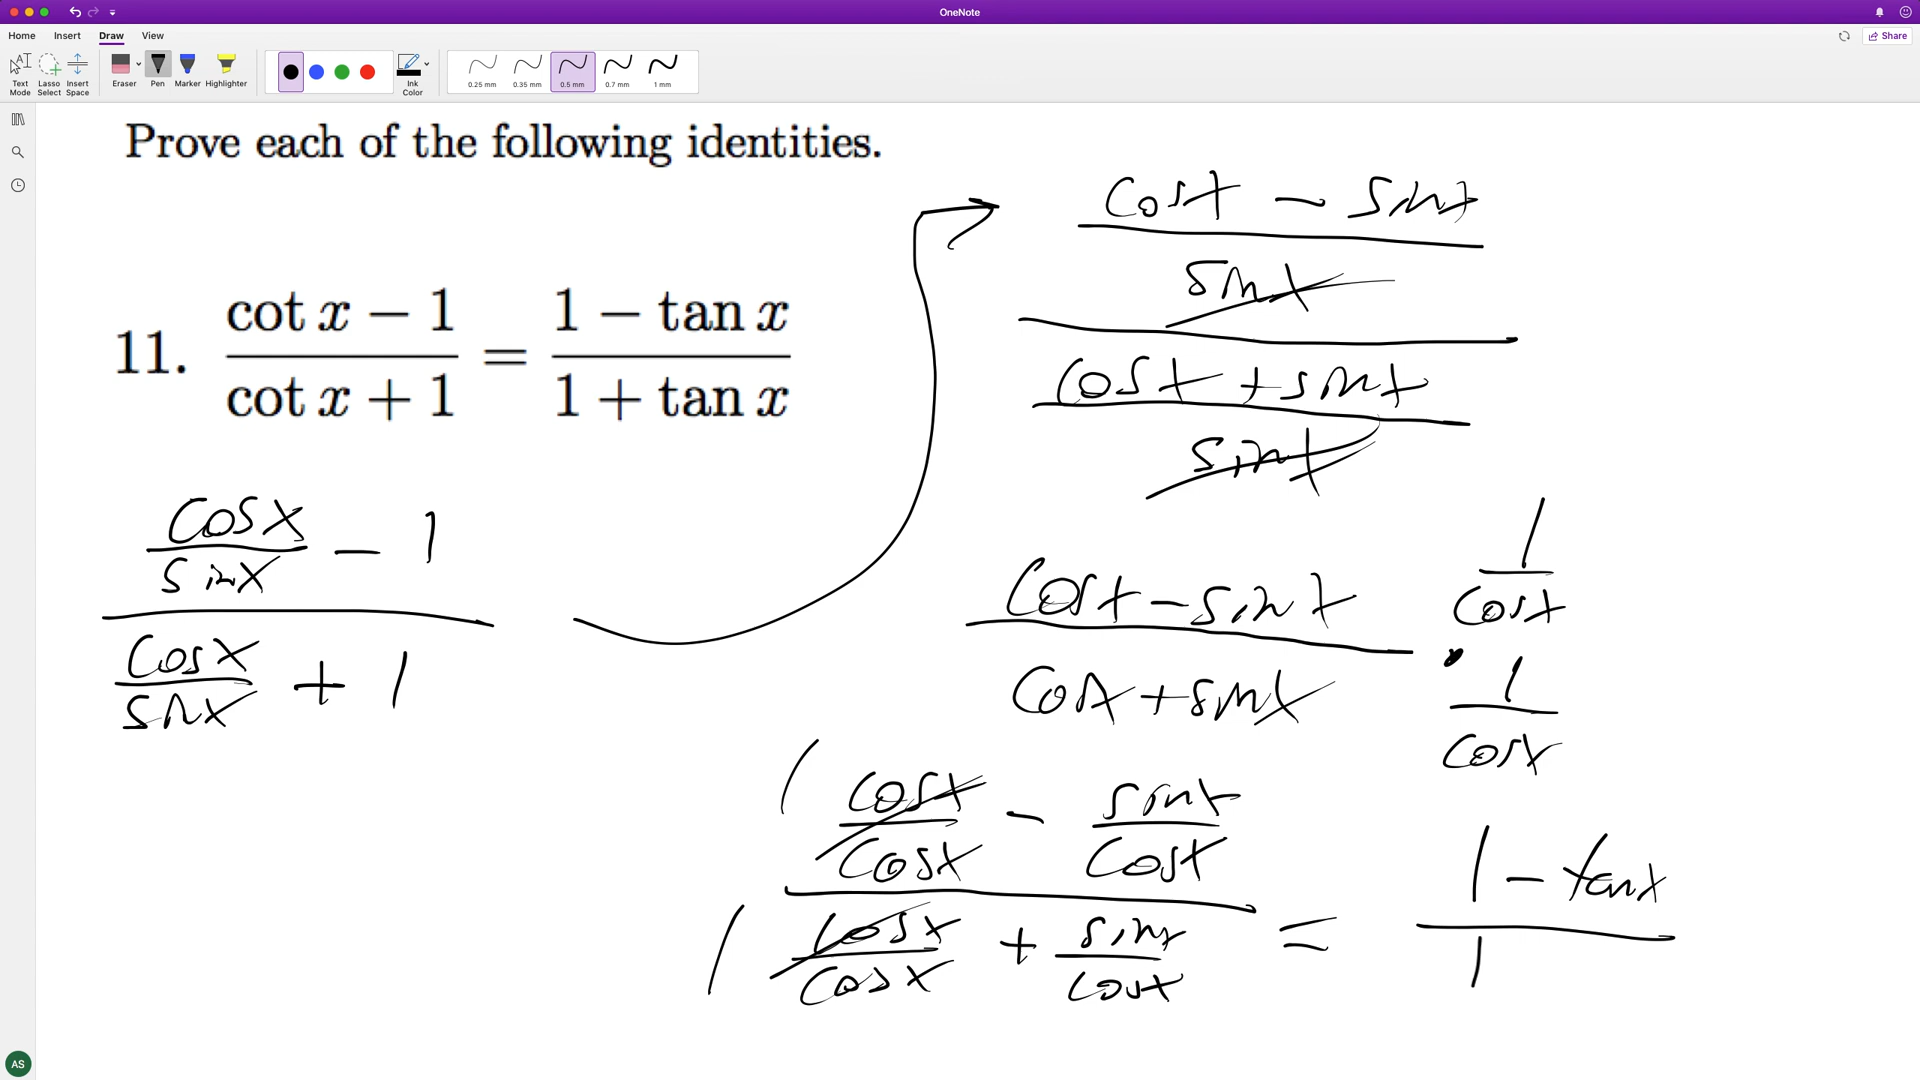 OneNote
Home Insert Draw View
Share
Text Mode
Lasso Select
Insert Space
Eraser
Pen
Marker
Highlighter
Ink Color
0.25 mm
0.35 mm
0.5 mm
0.7 mm
1 mm
Prove each of the following identities.
11. (cot x − 1)/(cot x + 1) = (1 − tan x)/(1 + tan x)
cosx/sinx − 1
cosx/sinx + 1
cosx − sinx
sinx
cosx + sinx
sinx
cosx − sinx
cosx + sinx
1
cosx
·
1
cosx
1 cosx/cosx − sinx/cosx
1 cosx/cosx + sinx/cosx
=
1 − tanx
1
AS